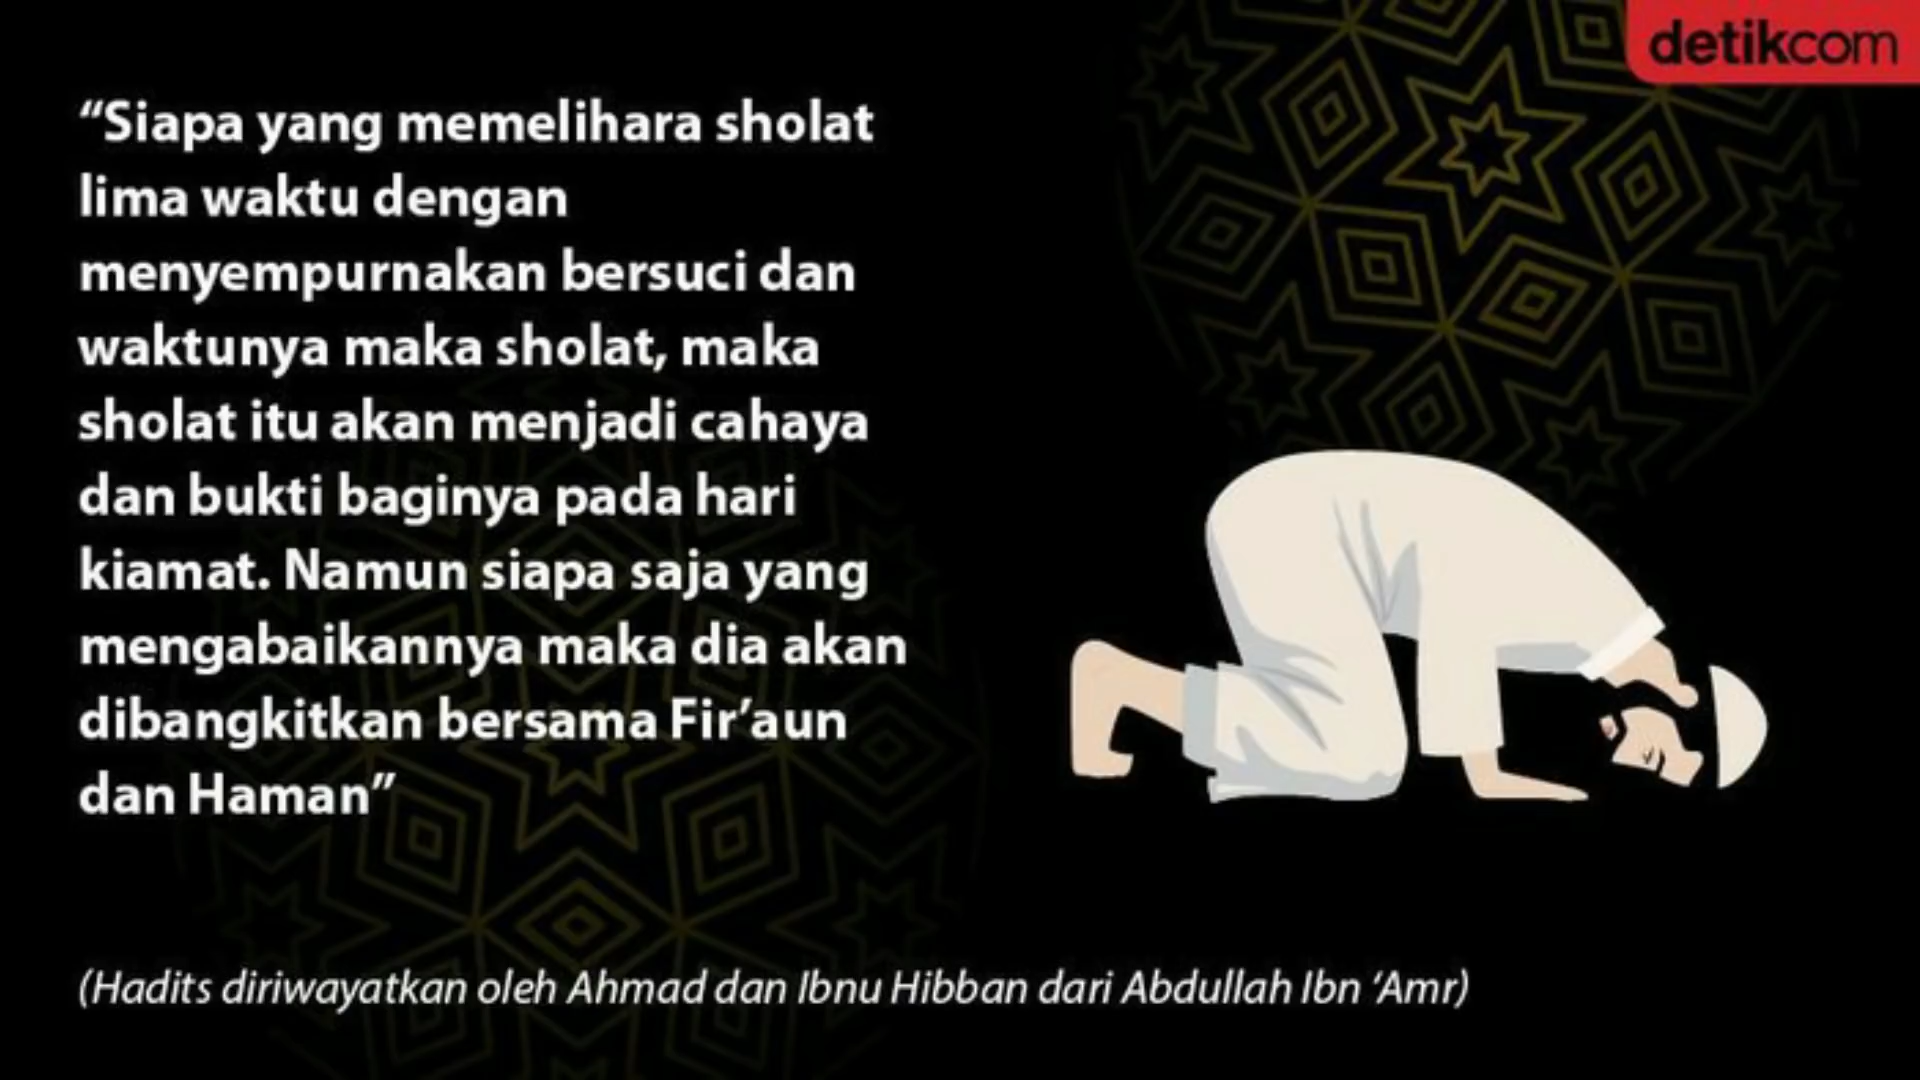 detikcom
“Siapa yang memelihara sholat
lima waktu dengan
menyempurnakan bersuci dan
waktunya maka sholat, maka
sholat itu akan menjadi cahaya
dan bukti baginya pada hari
kiamat. Namun siapa saja yang
mengabaikannya maka dia akan
dibangkitkan bersama Fir’aun
dan Haman”
(Hadits diriwayatkan oleh Ahmad dan Ibnu Hibban dari Abdullah Ibn ‘Amr)